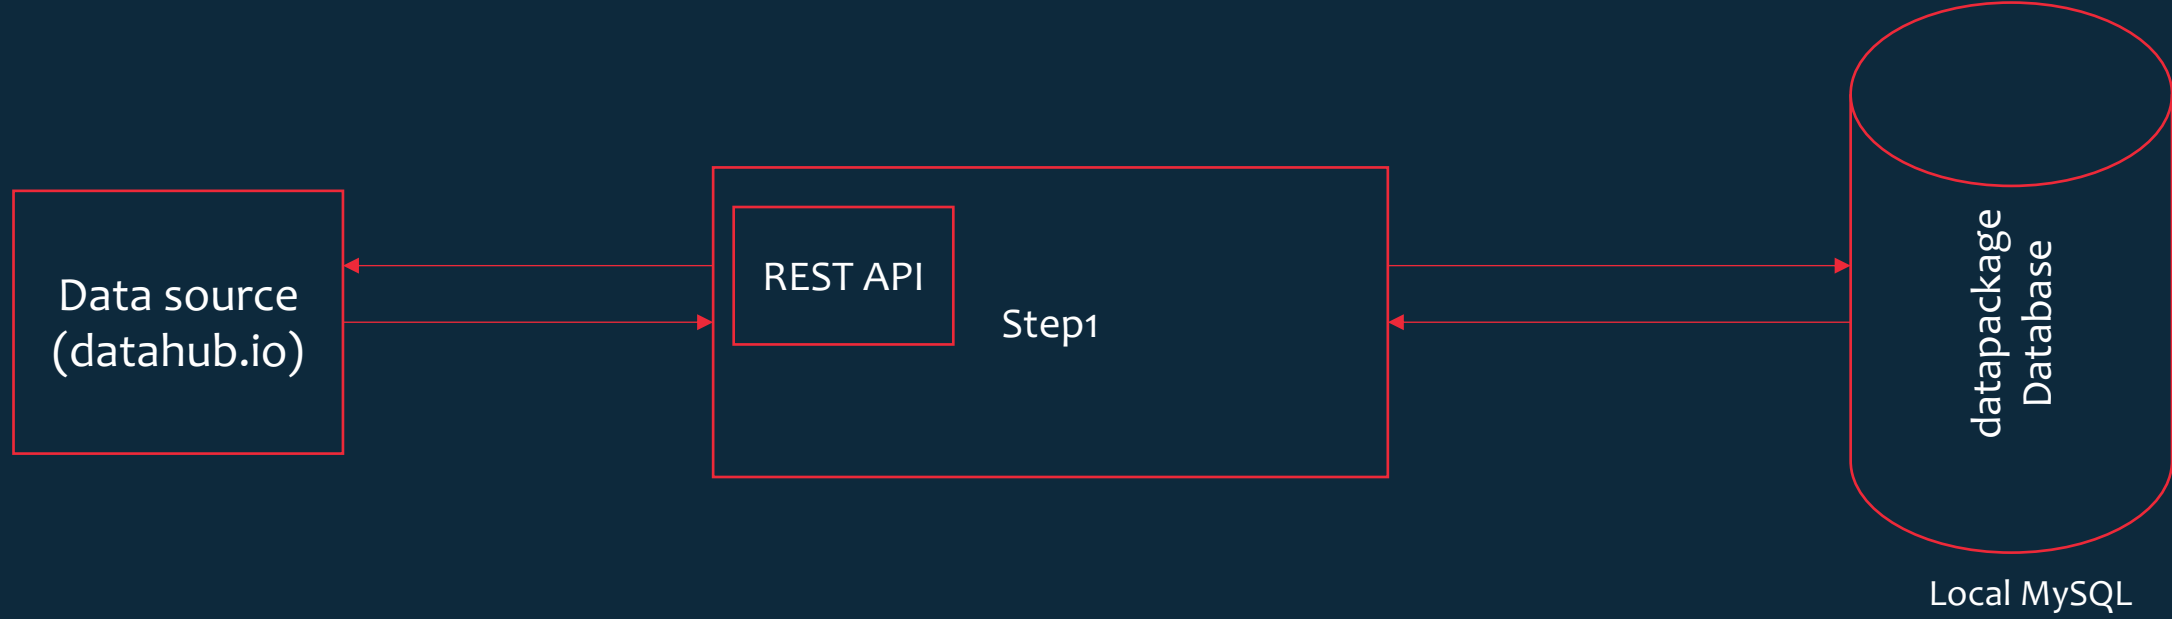 Data source
(datahub.io)
REST API
Step1
datapackage
Database
Local MySQL